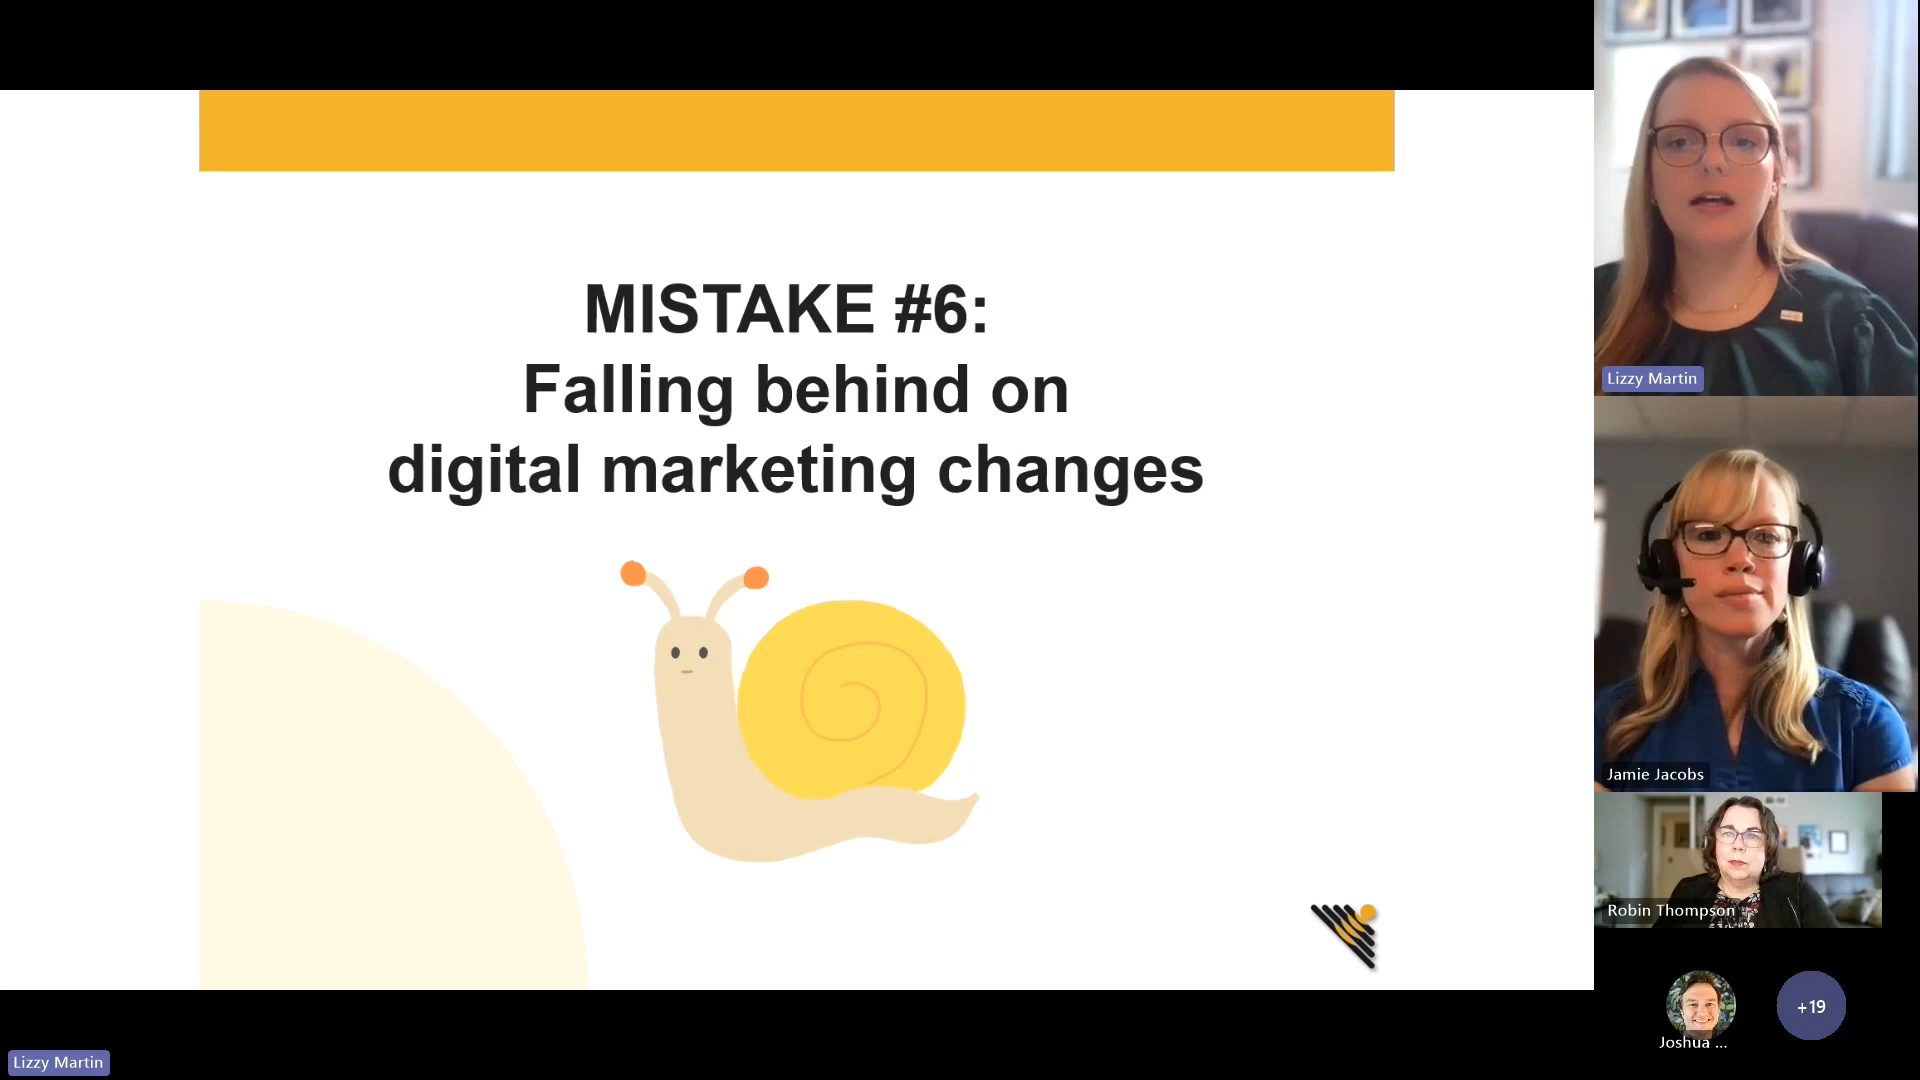 MISTAKE #6:
Falling behind on
digital marketing changes
Lizzy Martin
Jamie Jacobs
Robin Thompson
+19
Joshua ...
Lizzy Martin